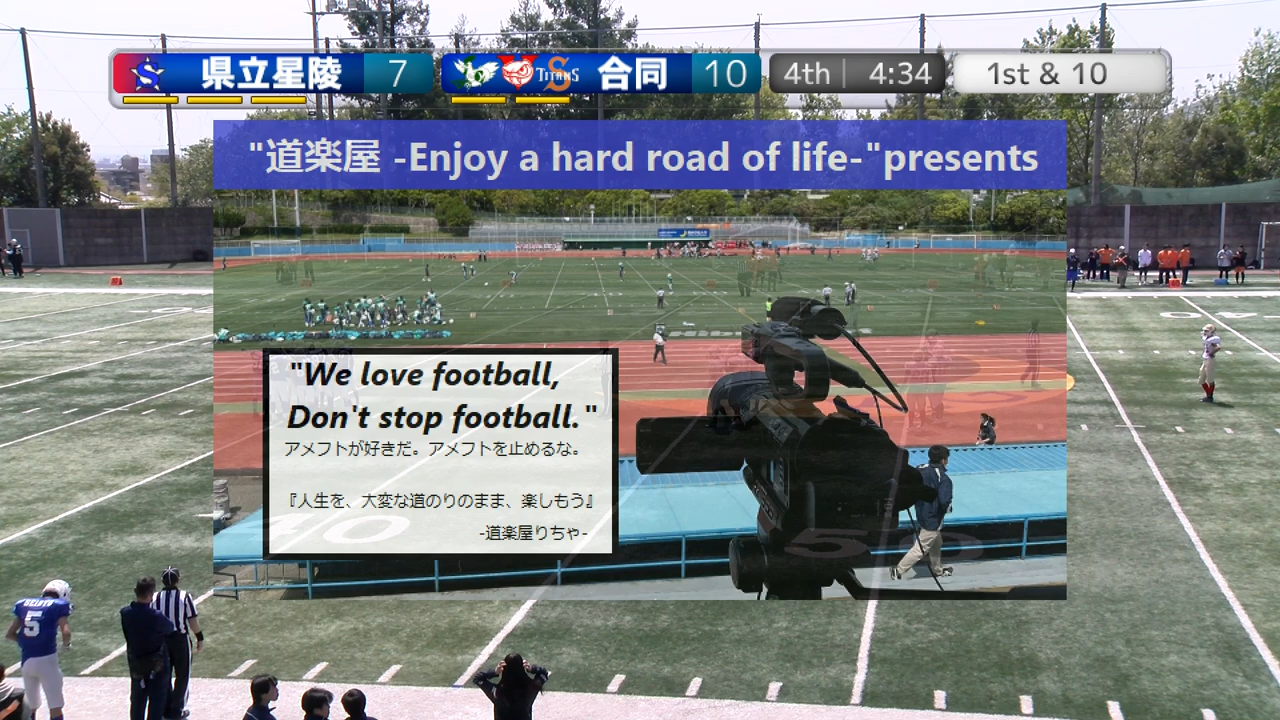 S 県立星陵 7 TITANS 合同 10 4th 4:34 1st & 10
"道楽屋 -Enjoy a hard road of life-"presents
"We love football,
Don't stop football."
アメフトが好きだ。アメフトを止めるな。
『人生を、大変な道のりのまま、楽しもう』
-道楽屋りちゃ-
5 0
5